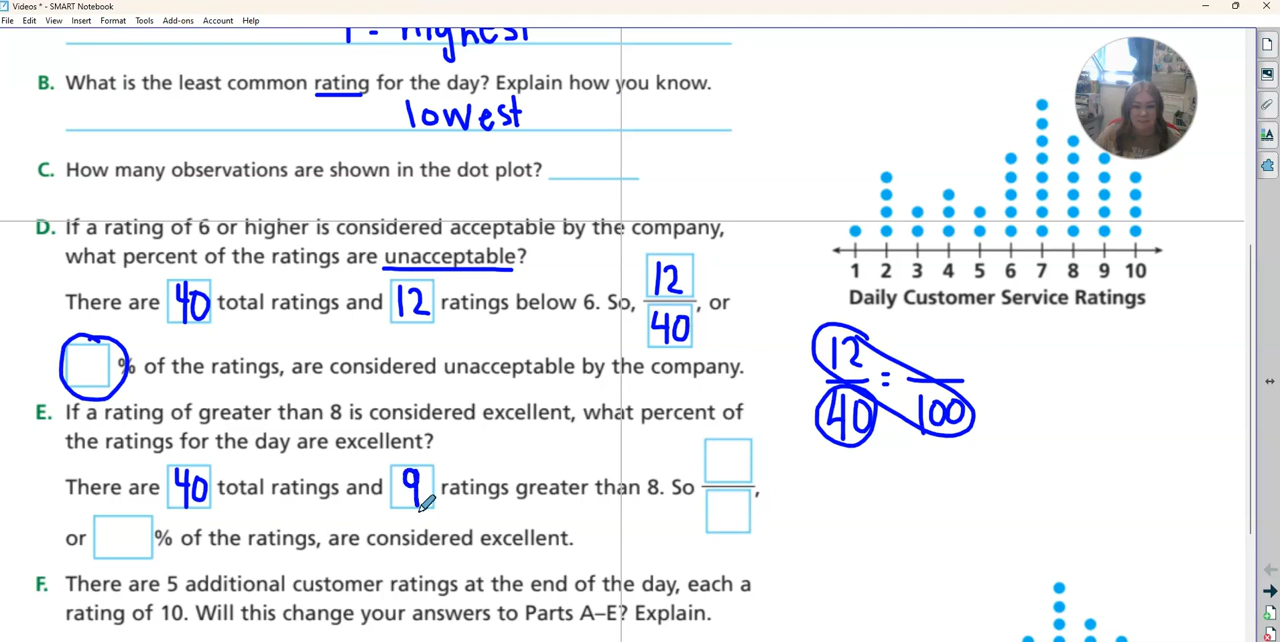 Videos * - SMART Notebook
File Edit View Insert Format Tools Add-ons Account Help
1 - highest
B. What is the least common rating for the day? Explain how you know.
lowest
C. How many observations are shown in the dot plot?
D. If a rating of 6 or higher is considered acceptable by the company,
what percent of the ratings are unacceptable?
There are 40 total ratings and 12 ratings below 6. So, 12/40, or
% of the ratings, are considered unacceptable by the company.
E. If a rating of greater than 8 is considered excellent, what percent of
the ratings for the day are excellent?
There are 40 total ratings and 9 ratings greater than 8. So ,
or % of the ratings, are considered excellent.
F. There are 5 additional customer ratings at the end of the day, each a
rating of 10. Will this change your answers to Parts A–E? Explain.
1 2 3 4 5 6 7 8 9 10
Daily Customer Service Ratings
12
=
40 100